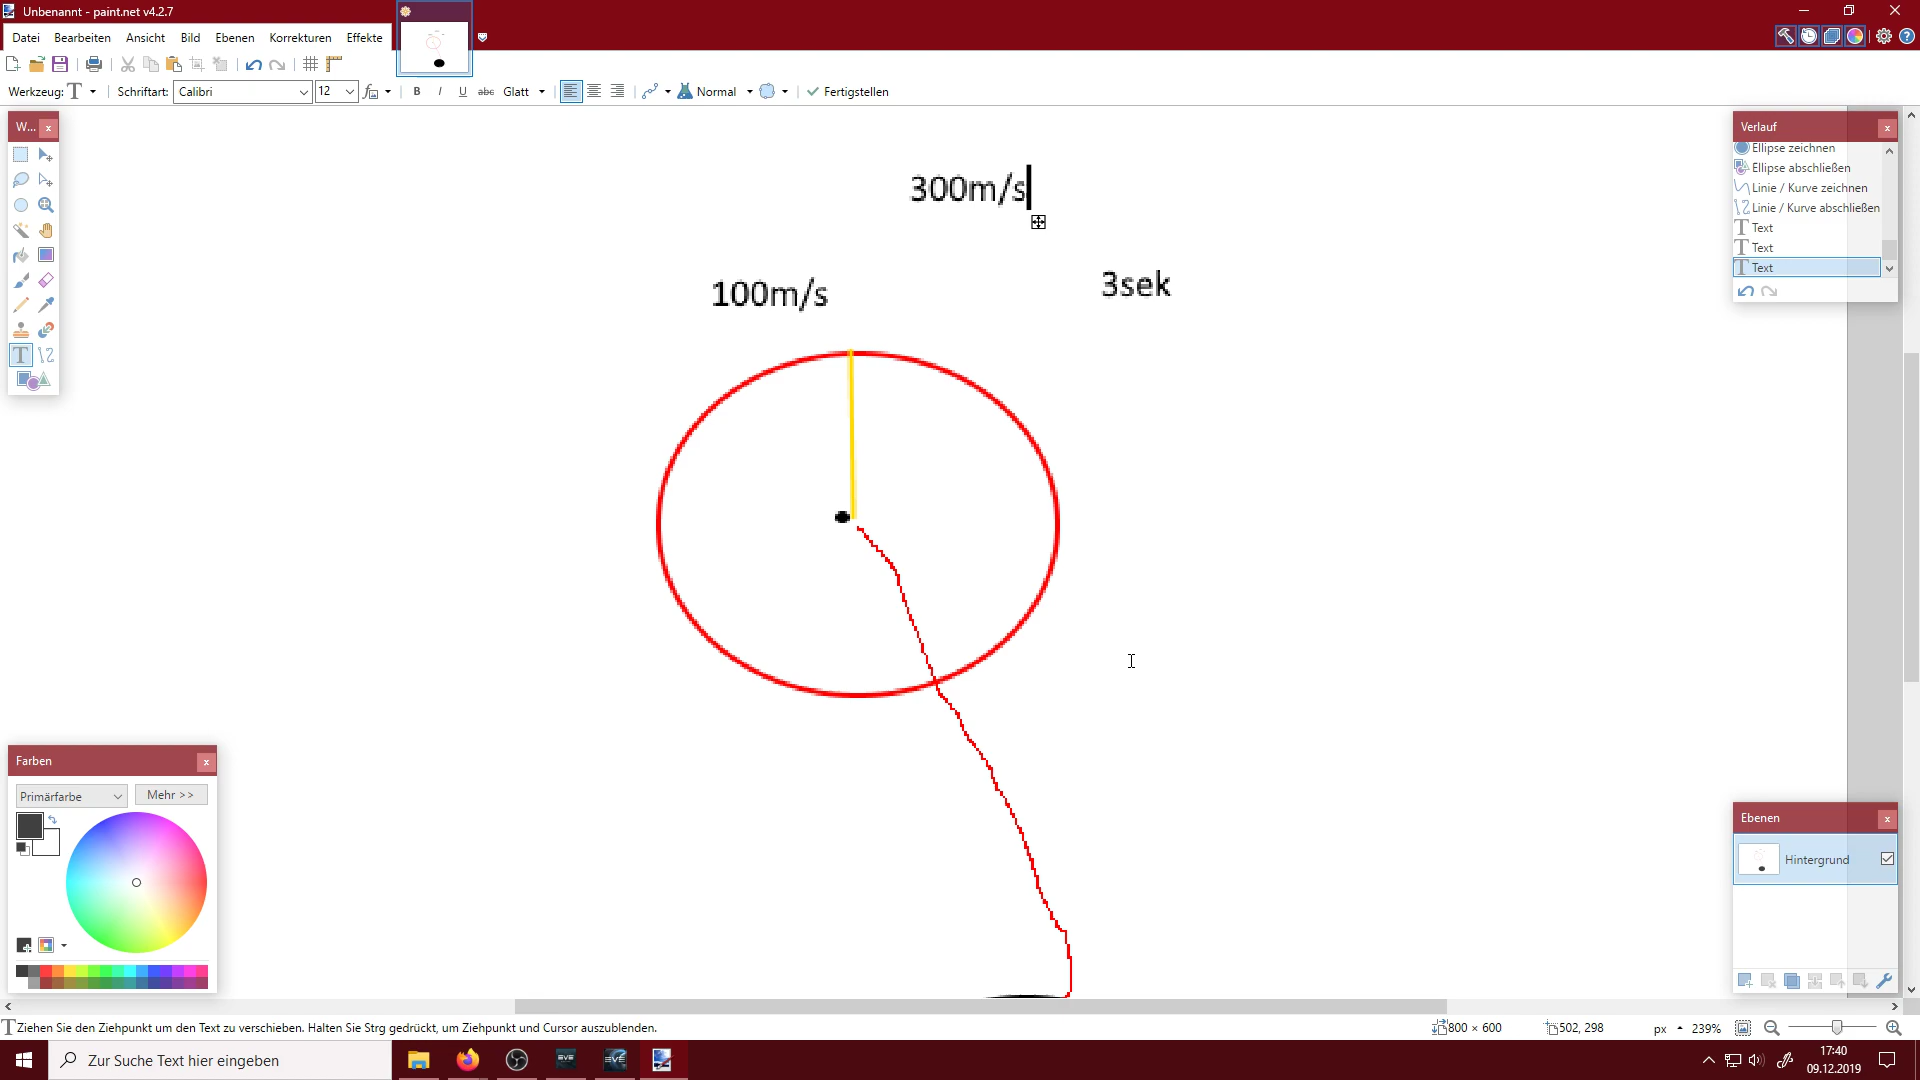 Unbenannt - paint.net v4.2.7
Datei Bearbeiten Ansicht Bild Ebenen Korrekturen Effekte
Werkzeug: T Schriftart: Calibri 12 fx B I U abc Glatt Normal Fertigstellen
W...
Verlauf
Ellipse zeichnen
Ellipse abschließen
Linie / Kurve zeichnen
Linie / Kurve abschließen
Text
Text
Text
300m/s
100m/s
3sek
Farben
Primärfarbe Mehr >>
Ebenen
Hintergrund
Ziehen Sie den Ziehpunkt um den Text zu verschieben. Halten Sie Strg gedrückt, um Ziehpunkt und Cursor auszublenden.
800 × 600 502, 298 px 239%
Zur Suche Text hier eingeben
EVE EVE
17:40
09.12.2019